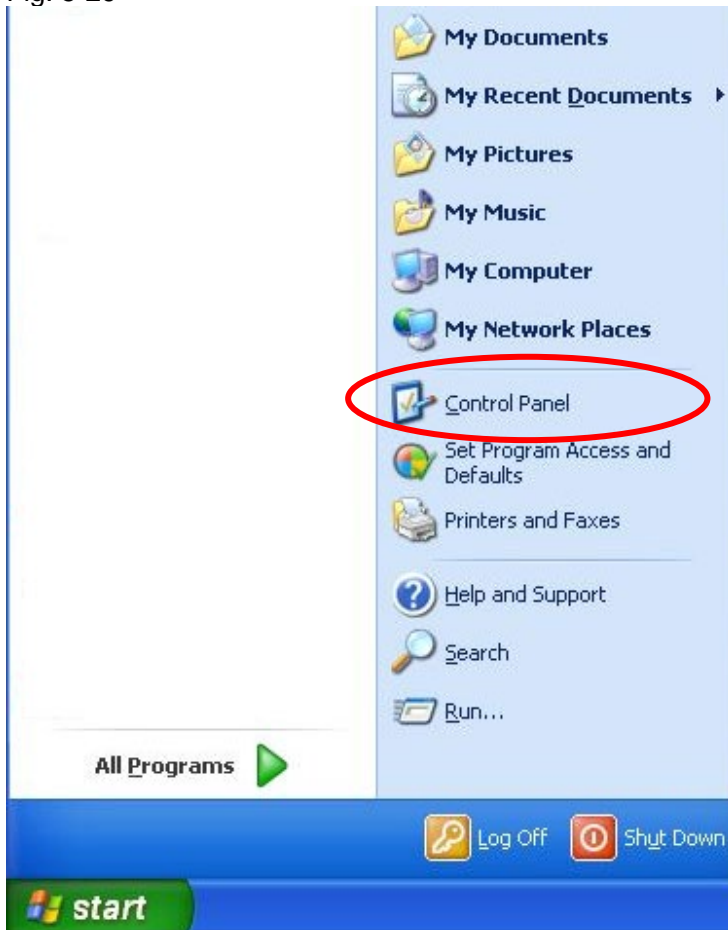 My Documents
My Recent Documents
My Pictures
My Music
My Computer
My Network Places
Control Panel
Set Program Access and
Defaults
Printers and Faxes
Help and Support
Search
Run...
All Programs
Log Off
Shut Down
start